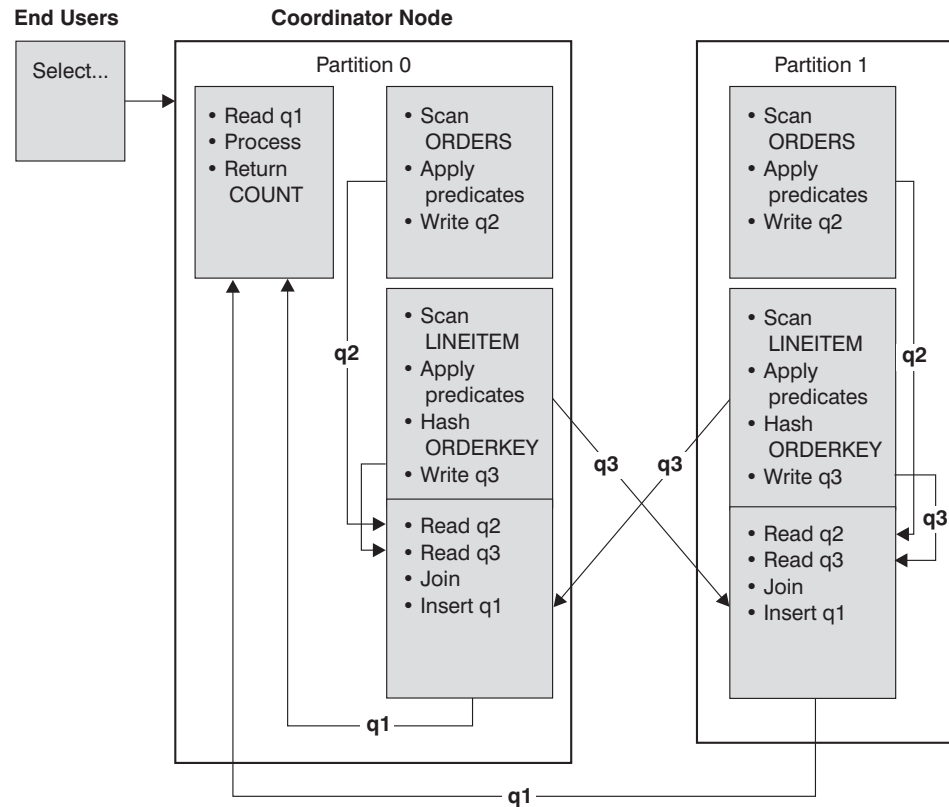 End Users
Coordinator Node
Select...
Partition 0
• Read q1
• Process
• Return
COUNT
• Scan
ORDERS
• Apply
predicates
• Write q2
q2
• Scan
LINEITEM
• Apply
predicates
• Hash
ORDERKEY
• Write q3
• Read q2
• Read q3
• Join
• Insert q1
q1
q3
q3
Partition 1
• Scan
ORDERS
• Apply
predicates
• Write q2
q2
• Scan
LINEITEM
• Apply
predicates
• Hash
ORDERKEY
• Write q3
q3
• Read q2
• Read q3
• Join
• Insert q1
q1